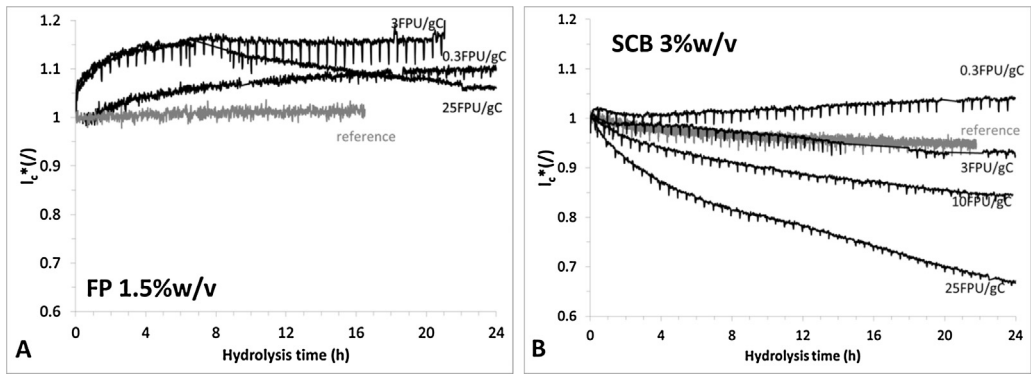 1.2
1.1
1
0.9
0.8
0.7
0.6
Ic*(/)
3FPU/gC
0.3FPU/gC
25FPU/gC
reference
FP 1.5%w/v
0 4 8 12 16 20 24
A
Hydrolysis time (h)
1.2
1.1
1
0.9
0.8
0.7
0.6
Ic*(/)
SCB 3%w/v
0.3FPU/gC
reference
3FPU/gC
10FPU/gC
25FPU/gC
0 4 8 12 16 20 24
B
Hydrolysis time (h)